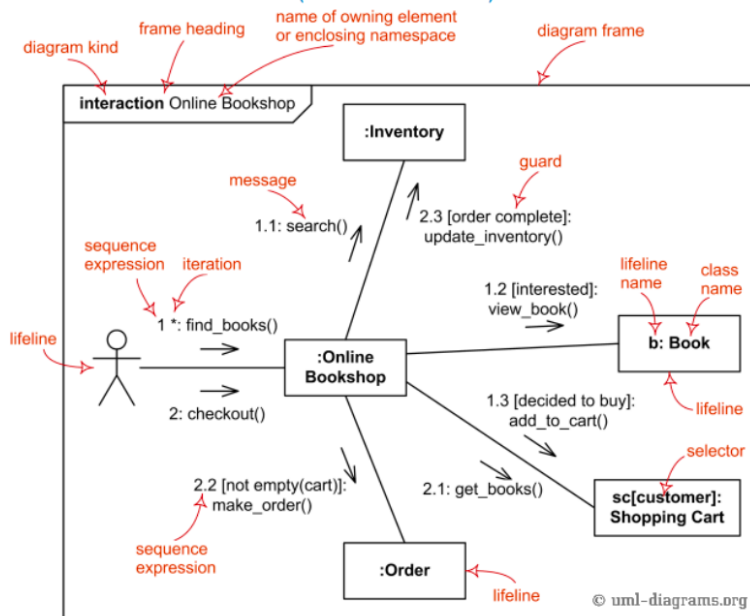 name of owning element
or enclosing namespace
frame heading
diagram kind
diagram frame
interaction Online Bookshop
:Inventory
guard
message
1.1: search()
2.3 [order complete]:
update_inventory()
sequence
expression
iteration
lifeline
name
class
name
1.2 [interested]:
view_book()
1 *: find_books()
lifeline
:Online
Bookshop
b: Book
2: checkout()
lifeline
1.3 [decided to buy]:
add_to_cart()
selector
2.2 [not empty(cart)]:
make_order()
2.1: get_books()
sc[customer]:
Shopping Cart
sequence
expression
:Order
lifeline
© uml-diagrams.org